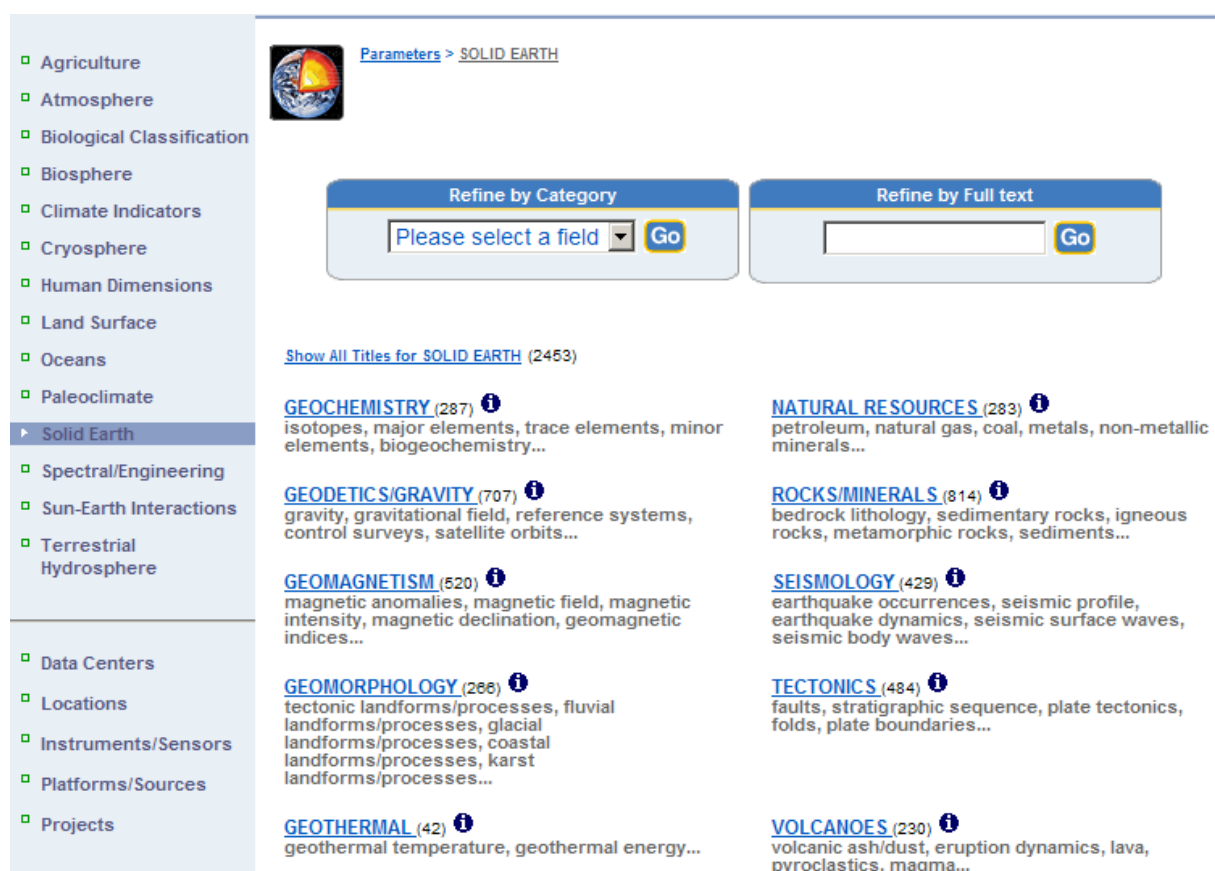 Agriculture
Atmosphere
Biological Classification
Biosphere
Climate Indicators
Cryosphere
Human Dimensions
Land Surface
Oceans
Paleoclimate
Solid Earth
Spectral/Engineering
Sun-Earth Interactions
Terrestrial
Hydrosphere
Data Centers
Locations
Instruments/Sensors
Platforms/Sources
Projects
Parameters > SOLID EARTH
Refine by Category
Please select a field Go
Refine by Full text
Go
Show All Titles for SOLID EARTH (2453)
GEOCHEMISTRY (287)
isotopes, major elements, trace elements, minor
elements, biogeochemistry...
GEODETICS/GRAVITY (707)
gravity, gravitational field, reference systems,
control surveys, satellite orbits...
GEOMAGNETISM (520)
magnetic anomalies, magnetic field, magnetic
intensity, magnetic declination, geomagnetic
indices...
GEOMORPHOLOGY (266)
tectonic landforms/processes, fluvial
landforms/processes, glacial
landforms/processes, coastal
landforms/processes, karst
landforms/processes...
GEOTHERMAL (42)
geothermal temperature, geothermal energy...
NATURAL RESOURCES (283)
petroleum, natural gas, coal, metals, non-metallic
minerals...
ROCKS/MINERALS (814)
bedrock lithology, sedimentary rocks, igneous
rocks, metamorphic rocks, sediments...
SEISMOLOGY (429)
earthquake occurrences, seismic profile,
earthquake dynamics, seismic surface waves,
seismic body waves...
TECTONICS (484)
faults, stratigraphic sequence, plate tectonics,
folds, plate boundaries...
VOLCANOES (230)
volcanic ash/dust, eruption dynamics, lava,
pyroclastics, magma...